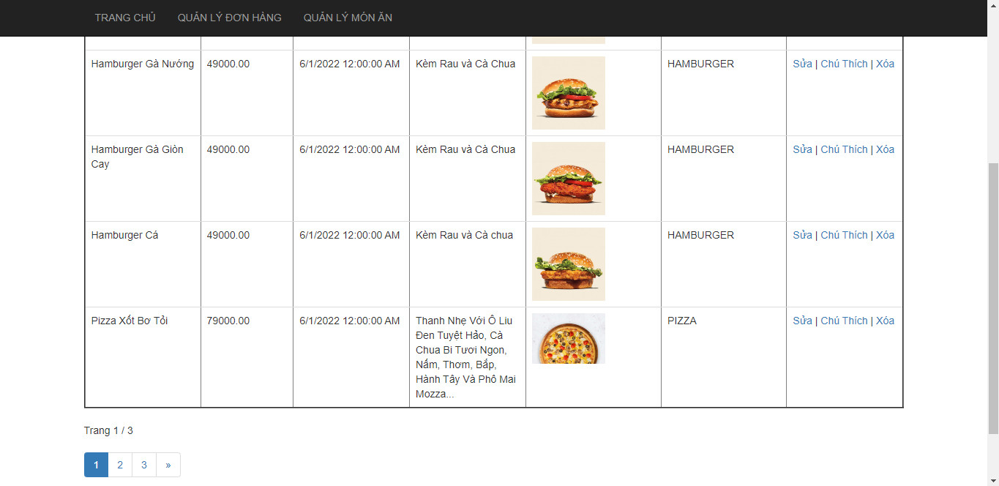 TRANG CHỦ QUẢN LÝ ĐƠN HÀNG QUẢN LÝ MÓN ĂN
Hamburger Gà Nướng 49000.00 6/1/2022 12:00:00 AM Kèm Rau và Cà Chua HAMBURGER Sửa | Chú Thích | Xóa
Hamburger Gà Giòn 49000.00 6/1/2022 12:00:00 AM Kèm Rau và Cà Chua HAMBURGER Sửa | Chú Thích | Xóa
Cay
Hamburger Cá 49000.00 6/1/2022 12:00:00 AM Kèm Rau và Cà chua HAMBURGER Sửa | Chú Thích | Xóa
Pizza Xốt Bơ Tỏi 79000.00 6/1/2022 12:00:00 AM Thanh Nhẹ Với Ô Liu PIZZA Sửa | Chú Thích | Xóa
Đen Tuyệt Hảo, Cà
Chua Bi Tươi Ngon,
Nấm, Thơm, Bắp,
Hành Tây Và Phô Mai
Mozza...
Trang 1 / 3
1 2 3 »